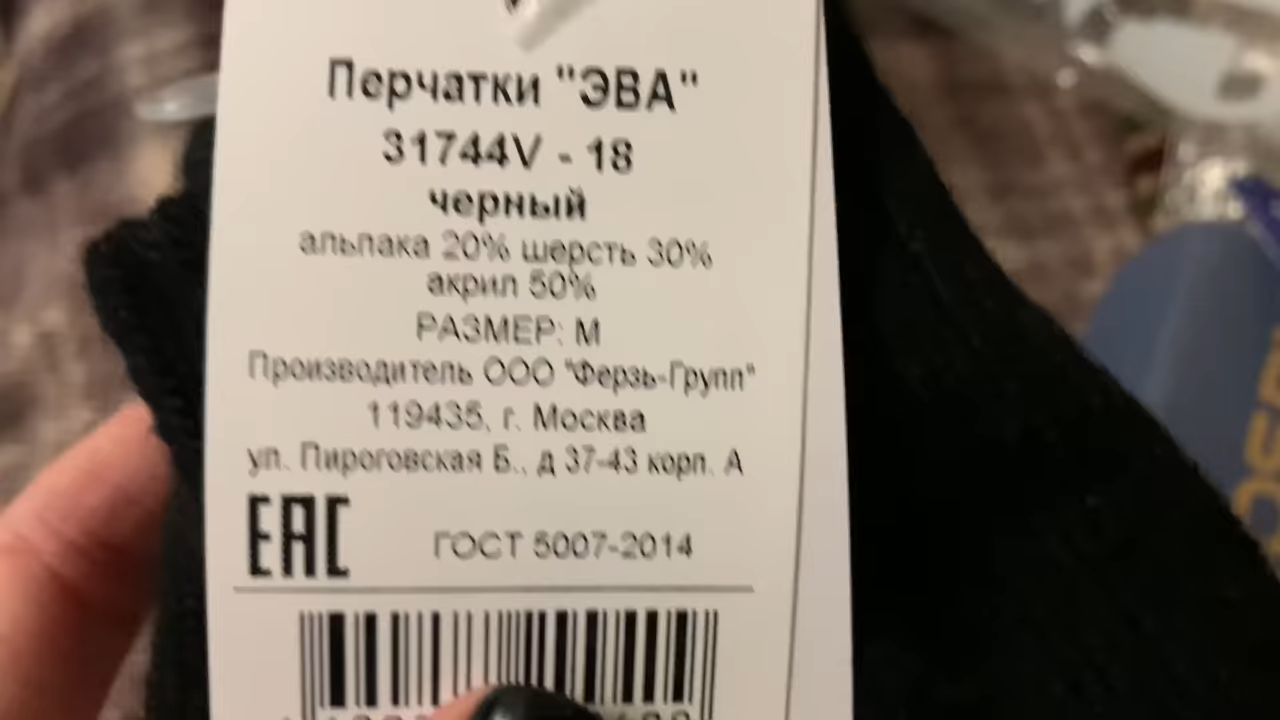 Перчатки "ЭВА"
31744V - 18
черный
альпака 20% шерсть 30%
акрил 50%
РАЗМЕР: М
Производитель ООО "Ферзь-Групп"
119435, г. Москва
ул. Пироговская Б., д 37-43 корп. А
ЕАС
ГОСТ 5007-2014